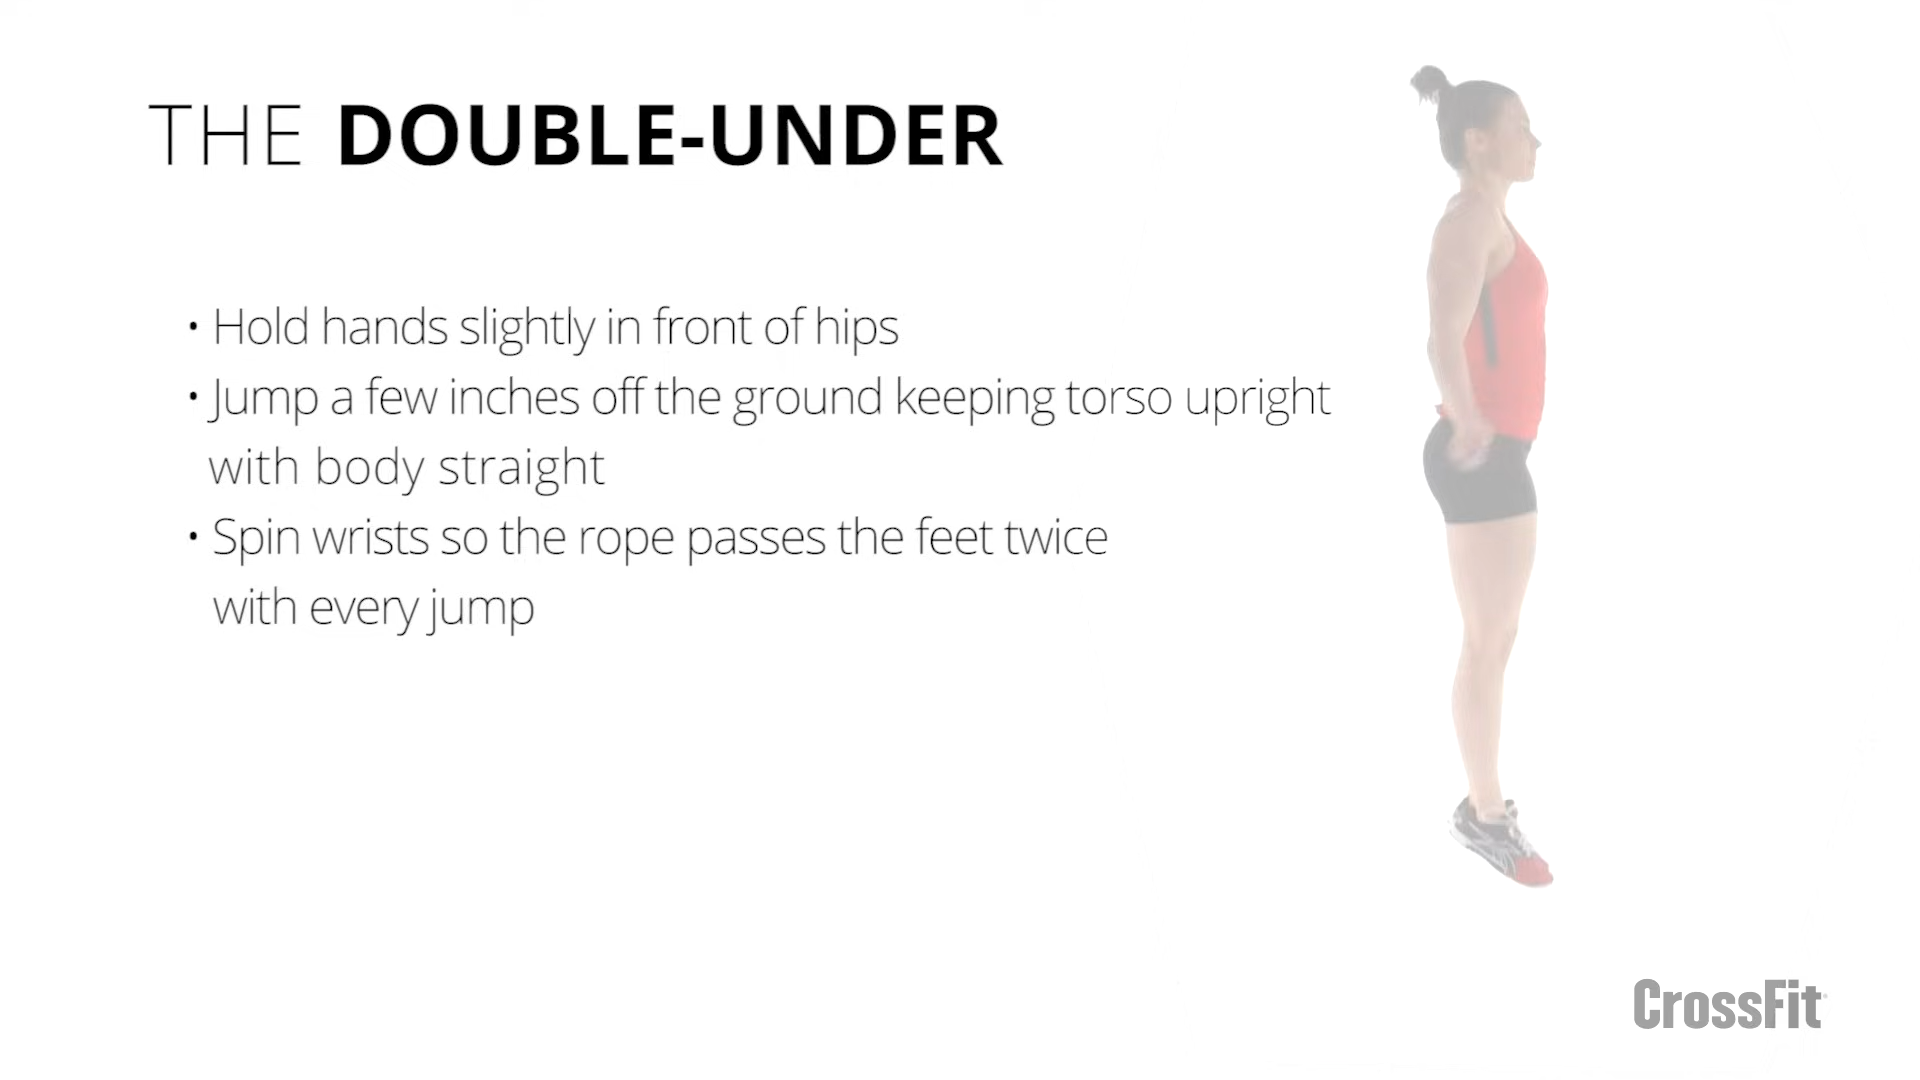 THE DOUBLE-UNDER
• Hold hands slightly in front of hips
• Jump a few inches off the ground keeping torso upright
with body straight
• Spin wrists so the rope passes the feet twice
with every jump
CrossFit